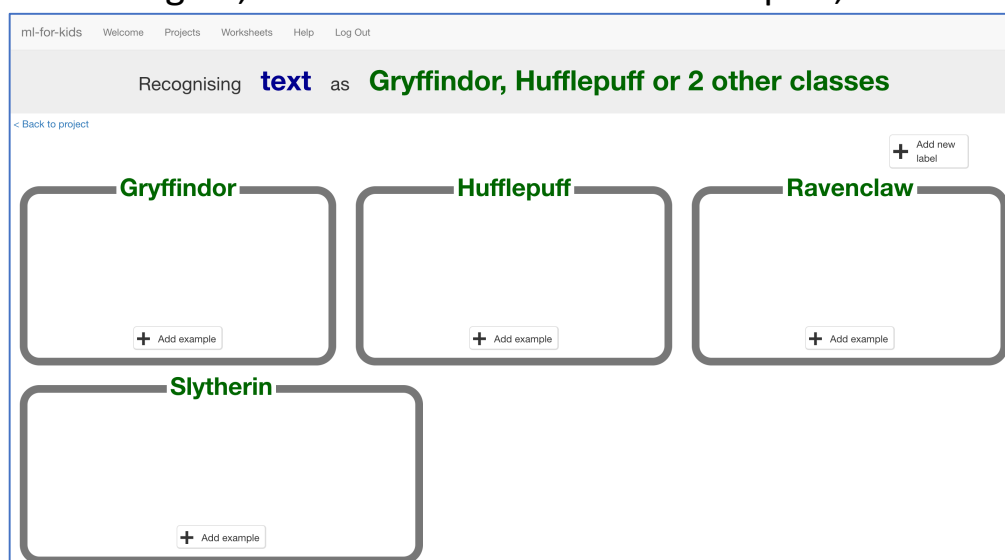 ml-for-kids Welcome Projects Worksheets Help Log Out
Recognising text as Gryffindor, Hufflepuff or 2 other classes
< Back to project
Add new
label
Gryffindor Hufflepuff Ravenclaw
Add example Add example Add example
Slytherin
Add example